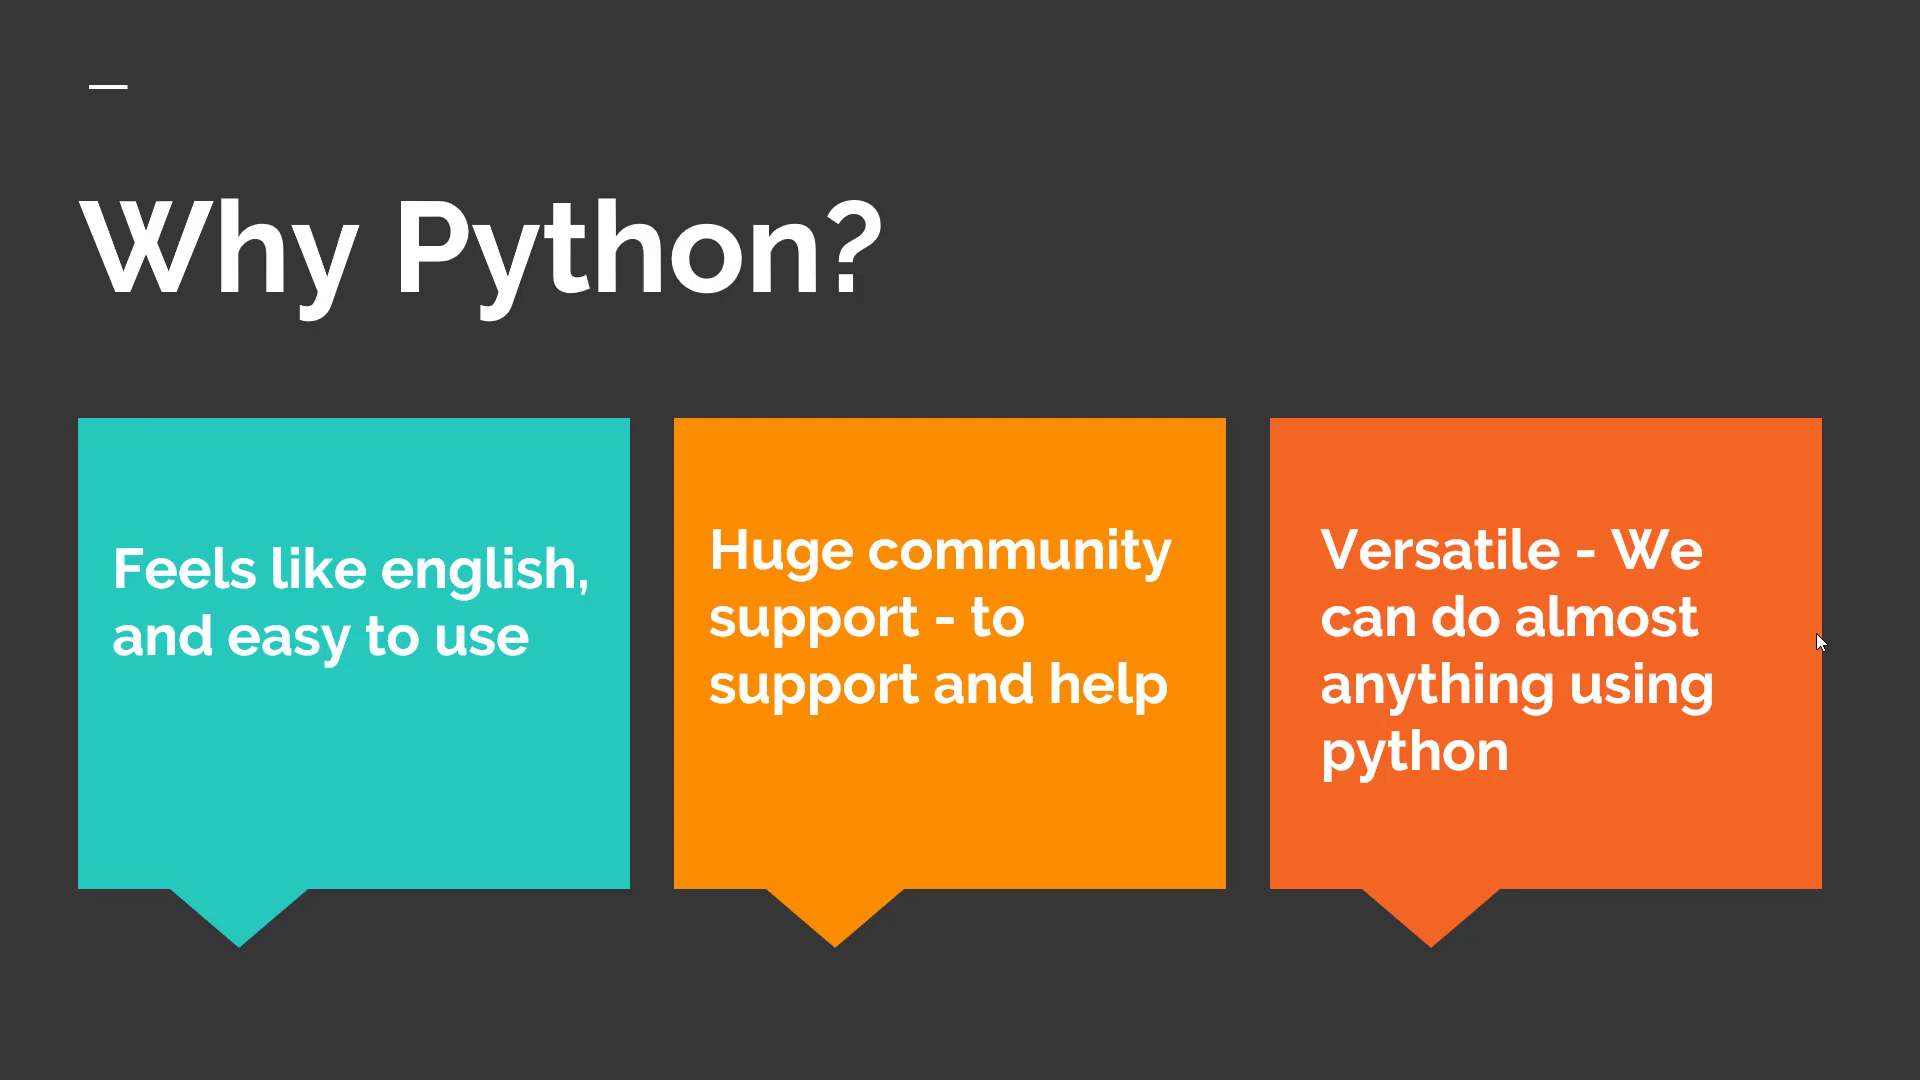 Why Python?
Feels like english,
and easy to use
Huge community
support - to
support and help
Versatile - We
can do almost
anything using
python